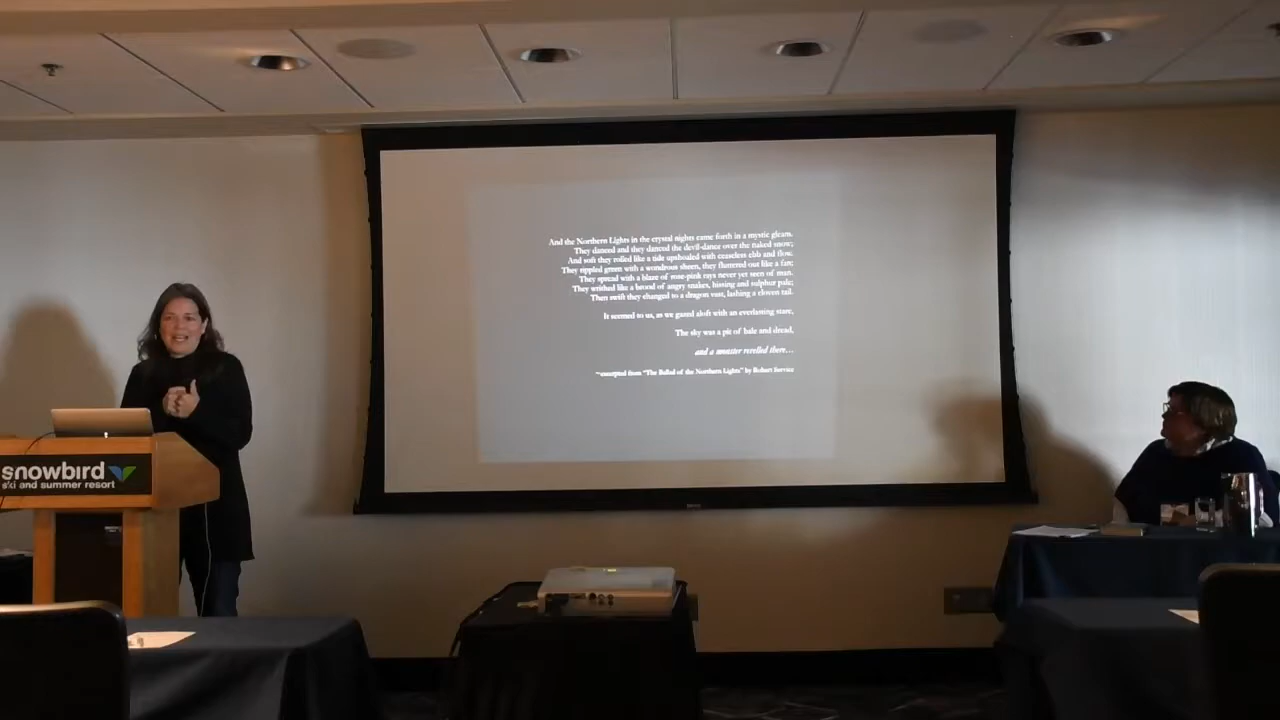 And the Northern Lights in the crystal nights came forth in a mystic gleam.
They danced and they danced the devil-dance over the naked snow;
And soft they rolled like a tide upshoaled with ceaseless ebb and flow.
They rippled green with a wondrous sheen, they fluttered out like a fan;
They spread with a blaze of rose-pink rays never yet seen of man.
They writhed like a brood of angry snakes, hissing and sulphur pale;
Then swift they changed to a dragon vast, lashing a cloven tail.
It seemed to us, as we gazed aloft with an everlasting stare,
The sky was a pit of bale and dread,
and a monster revelled there...
~excerpted from "The Ballad of the Northern Lights" by Robert Service
snowbird
ski and summer resort